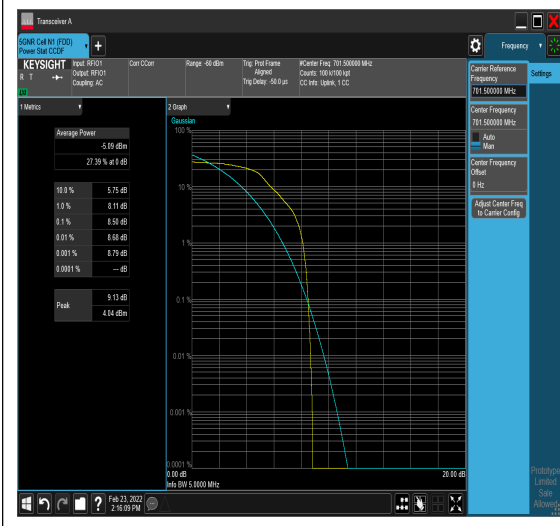 Transceiver A
5GNR Cell N1 (FDD)
Power Stat CCDF
Frequency
KEYSIGHT
R T
Input: RFIO1
Output: RFIO1
Coupling: AC
Corr CCorr
Range: -60 dBm
Trig: Prot Frame
Aligned
Trig Delay: -50.0 µs
#Center Freq: 701.500000 MHz
Counts: 100 k/100 kpt
CC Info: Uplink, 1 CC
1 Metrics
Average Power
-5.09 dBm
27.39 % at 0 dB
10.0 % 5.75 dB
1.0 % 8.11 dB
0.1 % 8.50 dB
0.01 % 8.68 dB
0.001 % 8.79 dB
0.0001 % --- dB
Peak
9.13 dB
4.04 dBm
2 Graph
Gaussian
100 %
10 %
1 %
0.1 %
0.01 %
0.001 %
0.0001 %
0.00 dB
20.00 dB
Info BW 5.0000 MHz
Carrier Reference
Frequency
701.500000 MHz
Settings
Center Frequency
701.500000 MHz
Auto
Man
Center Frequency
Offset
0 Hz
Adjust Center Freq
to Carrier Config
Prototype
Limited
Sale
Allowed
Feb 23, 2022
2:16:09 PM